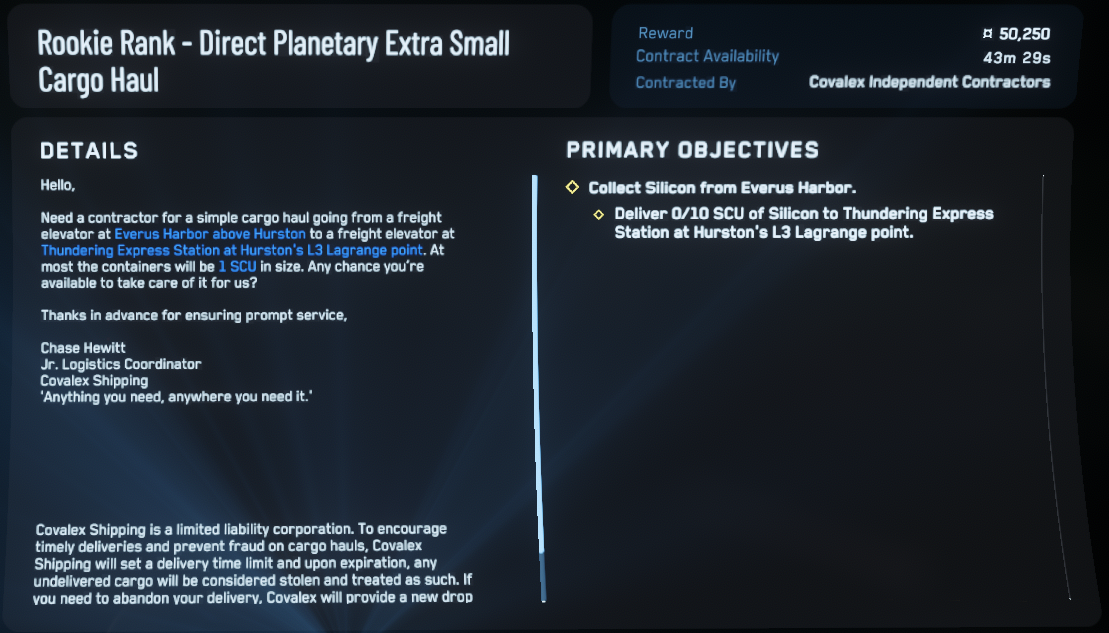 Rookie Rank - Direct Planetary Extra Small
Cargo Haul
Reward ¤ 50,250
Contract Availability 43m 29s
Contracted By Covalex Independent Contractors
DETAILS
Hello,
Need a contractor for a simple cargo haul going from a freight
elevator at Everus Harbor above Hurston to a freight elevator at
Thundering Express Station at Hurston's L3 Lagrange point. At
most the containers will be 1 SCU in size. Any chance you're
available to take care of it for us?
Thanks in advance for ensuring prompt service,
Chase Hewitt
Jr. Logistics Coordinator
Covalex Shipping
'Anything you need, anywhere you need it.'
Covalex Shipping is a limited liability corporation. To encourage
timely deliveries and prevent fraud on cargo hauls, Covalex
Shipping will set a delivery time limit and upon expiration, any
undelivered cargo will be considered stolen and treated as such. If
you need to abandon your delivery, Covalex will provide a new drop
PRIMARY OBJECTIVES
Collect Silicon from Everus Harbor.
Deliver 0/10 SCU of Silicon to Thundering Express
Station at Hurston's L3 Lagrange point.